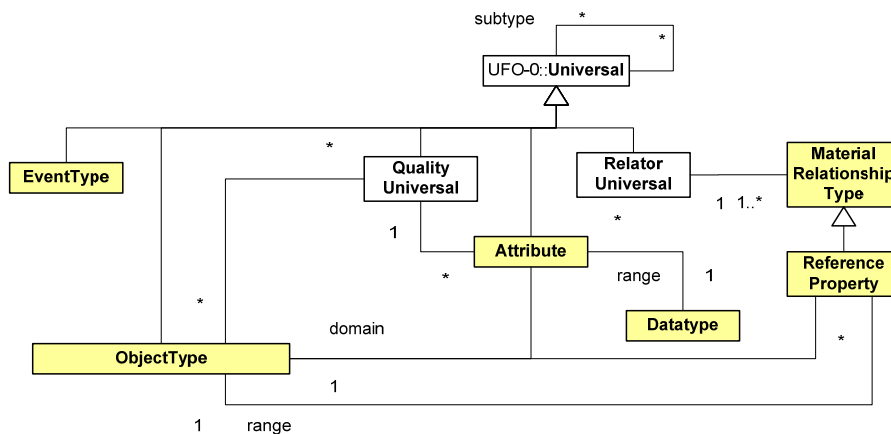 subtype *
*
UFO-0::Universal
*
EventType
Quality
Universal
Relator
Universal
Material
Relationship
Type
1 1..*
1
*
Attribute
*
range 1
Reference
Property
*
domain
Datatype
*
ObjectType
1
1 range